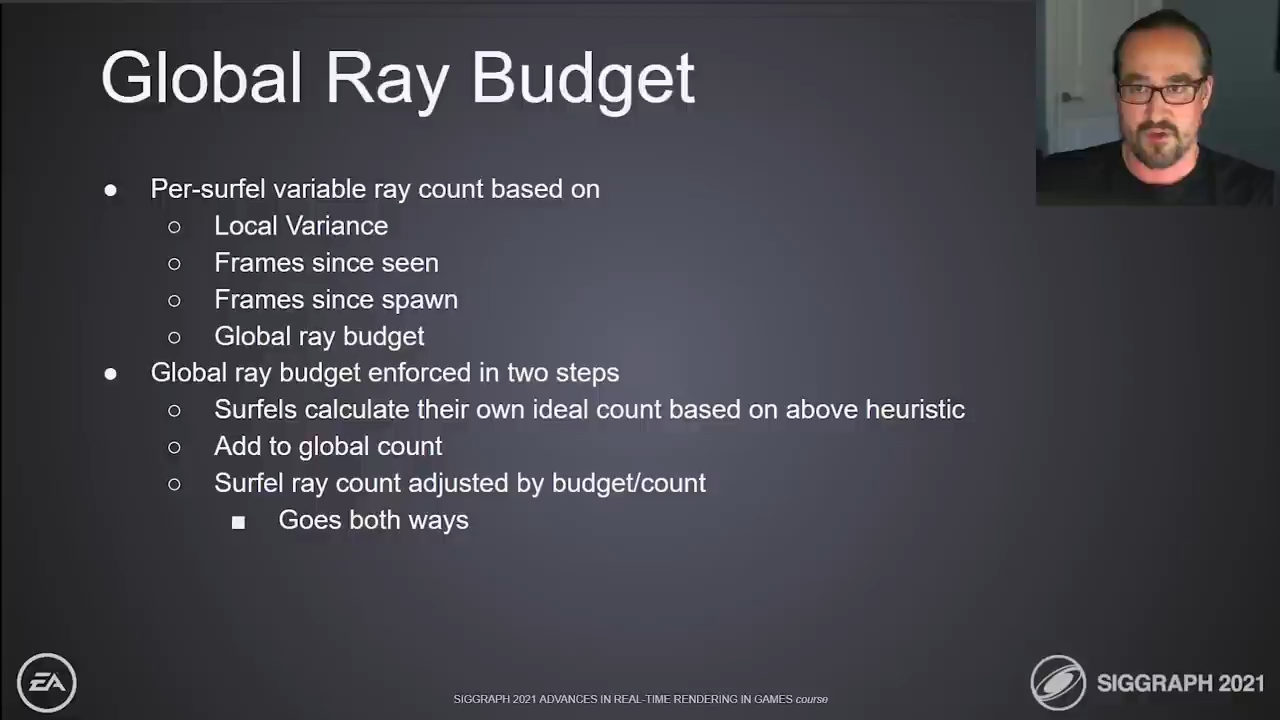 Global Ray Budget
● Per-surfel variable ray count based on
○ Local Variance
○ Frames since seen
○ Frames since spawn
○ Global ray budget
● Global ray budget enforced in two steps
○ Surfels calculate their own ideal count based on above heuristic
○ Add to global count
○ Surfel ray count adjusted by budget/count
■ Goes both ways
EA
SIGGRAPH 2021 ADVANCES IN REAL-TIME RENDERING IN GAMES course
SIGGRAPH 2021